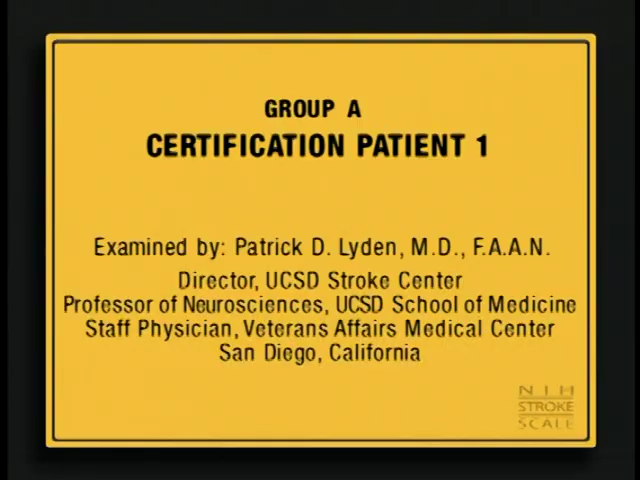 GROUP A
CERTIFICATION PATIENT 1
Examined by: Patrick D. Lyden, M.D., F.A.A.N.
Director, UCSD Stroke Center
Professor of Neurosciences, UCSD School of Medicine
Staff Physician, Veterans Affairs Medical Center
San Diego, California
NIH
STROKE
SCALE